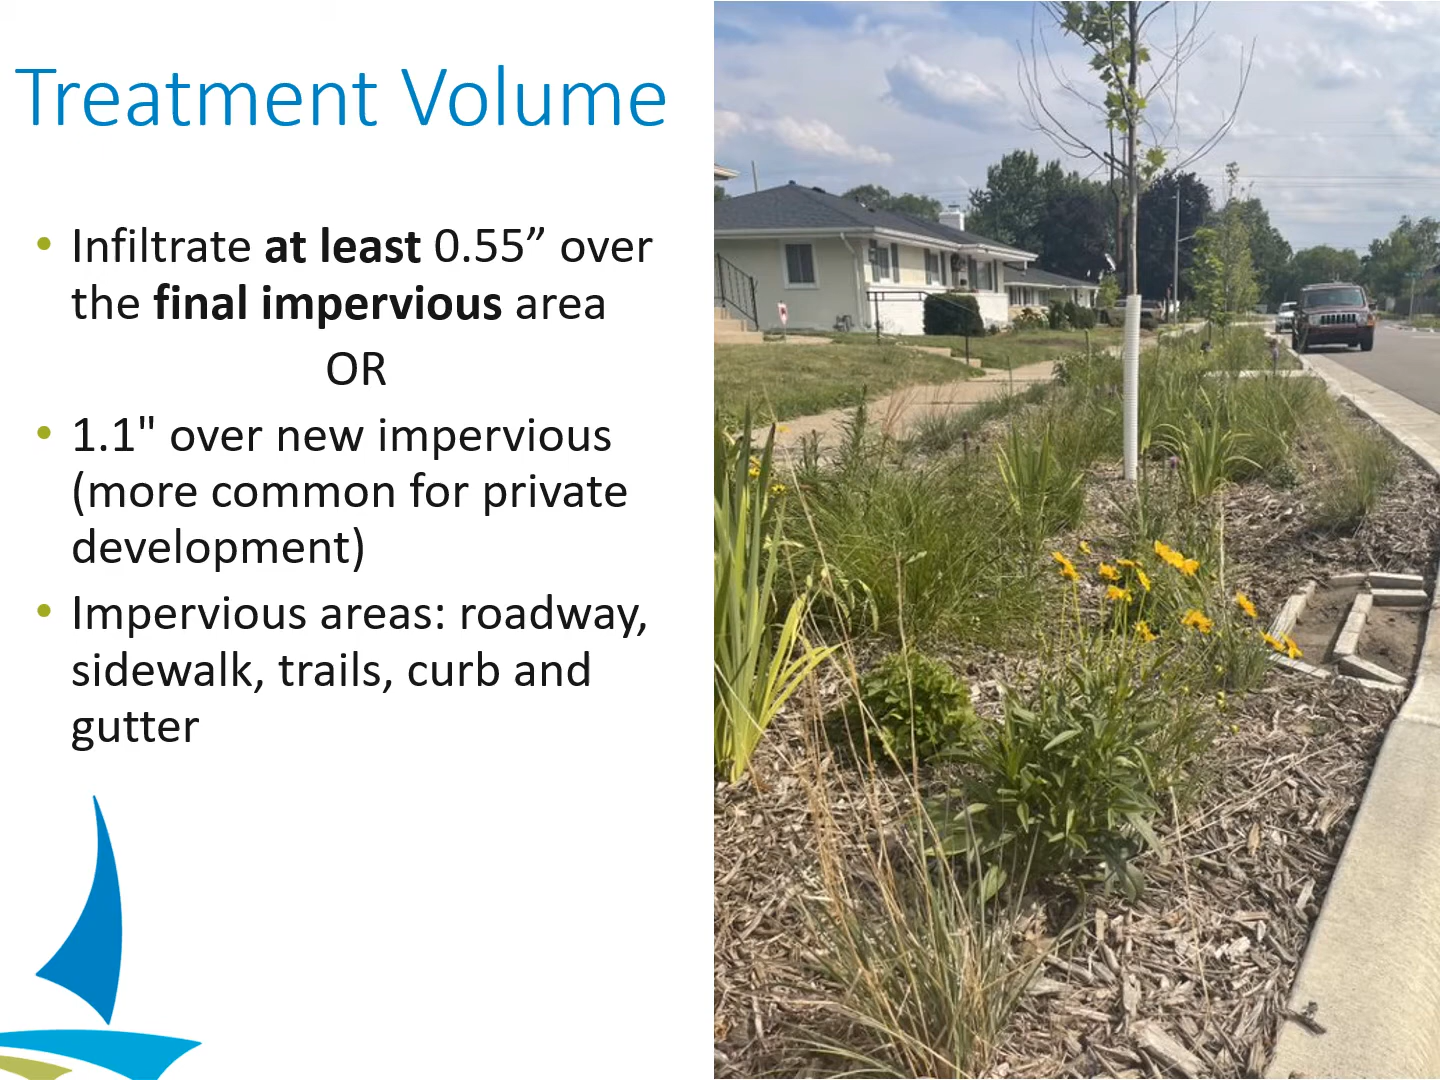 Treatment Volume
• Infiltrate at least 0.55” over
the final impervious area
OR
• 1.1" over new impervious
(more common for private
development)
• Impervious areas: roadway,
sidewalk, trails, curb and
gutter